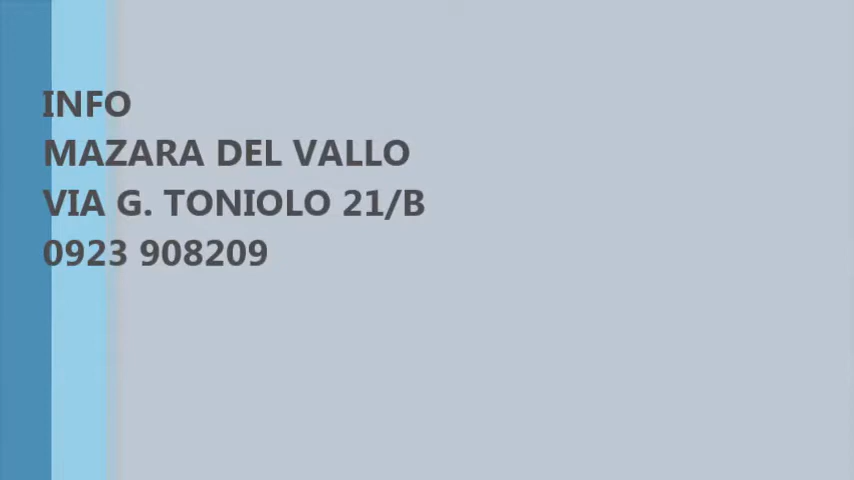 INFO
MAZARA DEL VALLO
VIA G. TONIOLO 21/B
0923 908209